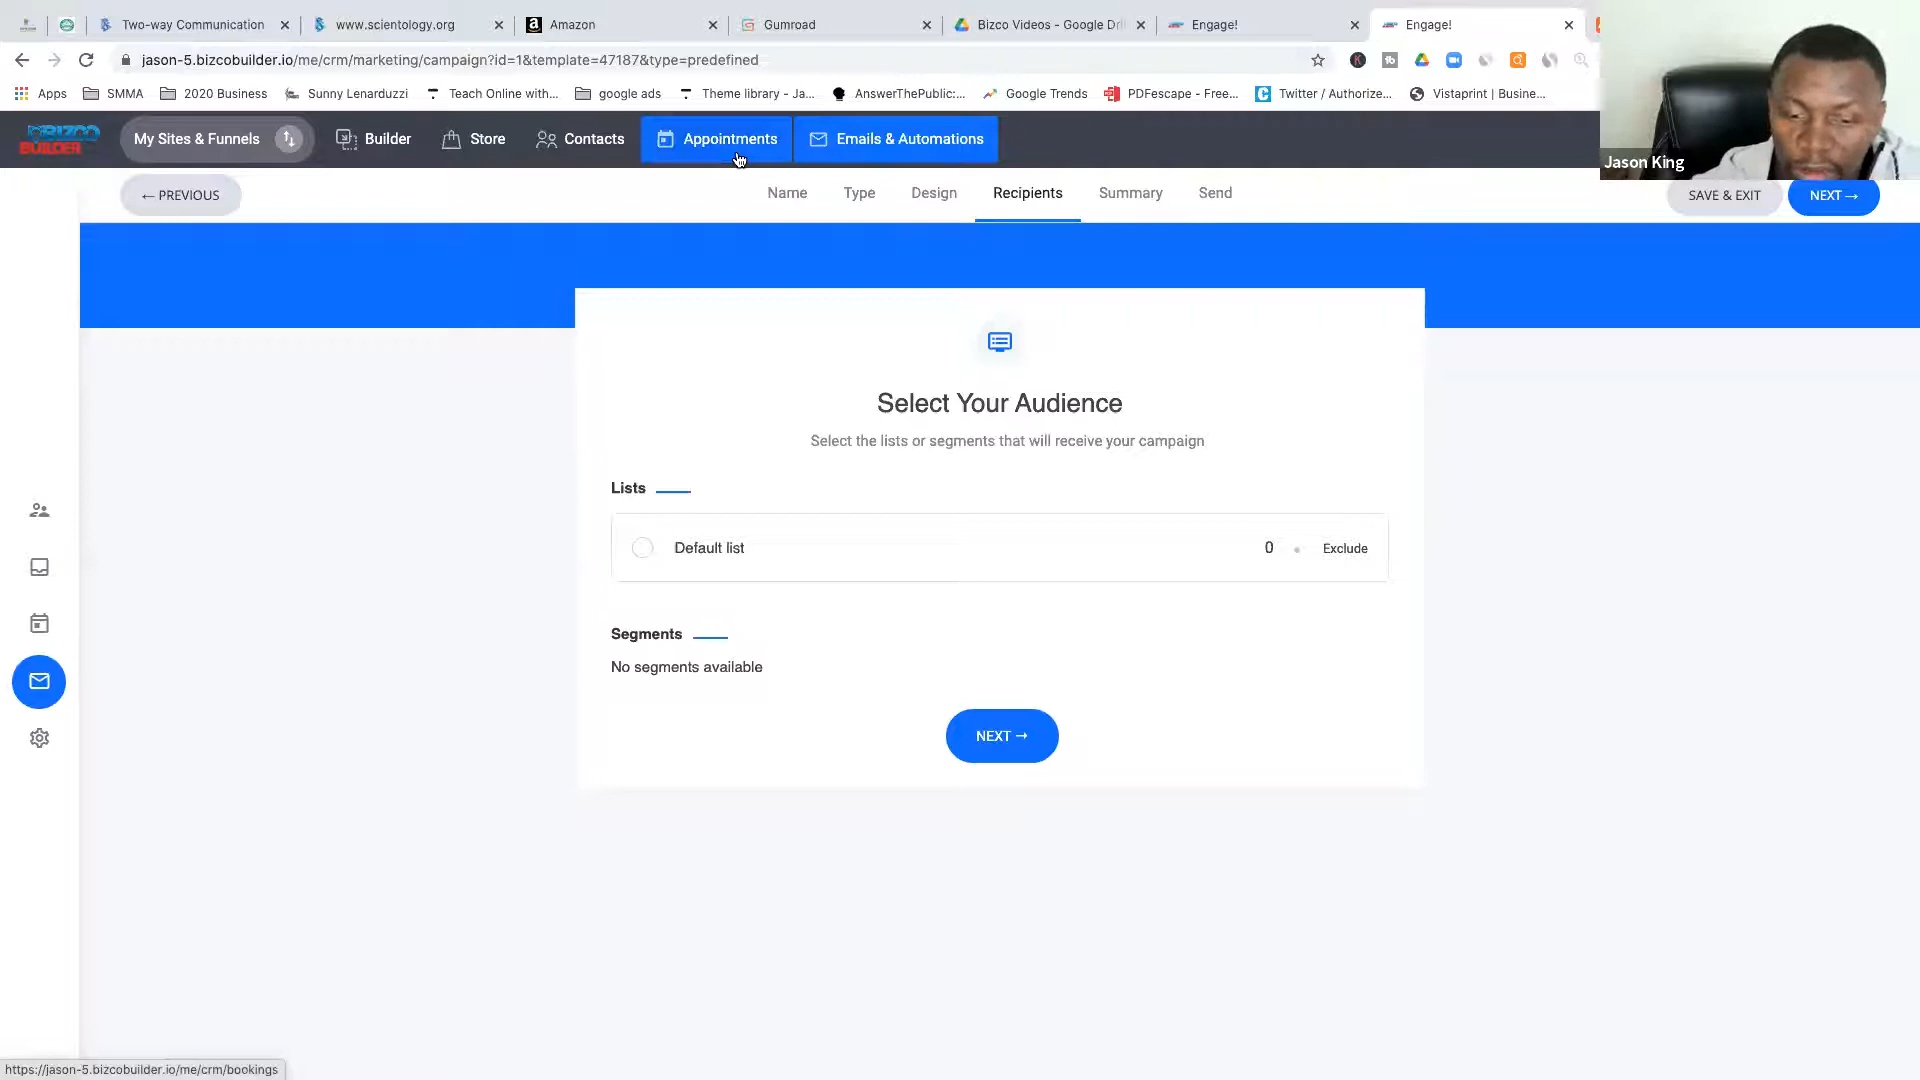 Two-way Communication
www.scientology.org
Amazon
Gumroad
Bizco Videos - Google Dri
Engage!
Engage!
jason-5.bizcobuilder.io/me/crm/marketing/campaign?id=1&template=47187&type=predefined
Apps
SMMA
2020 Business
Sunny Lenarduzzi
Teach Online with...
google ads
Theme library - Ja...
AnswerThePublic:...
Google Trends
PDFescape - Free...
Twitter / Authorize...
Vistaprint | Busine...
BIZCO
BUILDER
My Sites & Funnels
Builder
Store
Contacts
Appointments
Emails & Automations
Jason King
← PREVIOUS
Name
Type
Design
Recipients
Summary
Send
SAVE & EXIT
NEXT →
Select Your Audience
Select the lists or segments that will receive your campaign
Lists
Default list
0
Exclude
Segments
No segments available
NEXT →
https://jason-5.bizcobuilder.io/me/crm/bookings